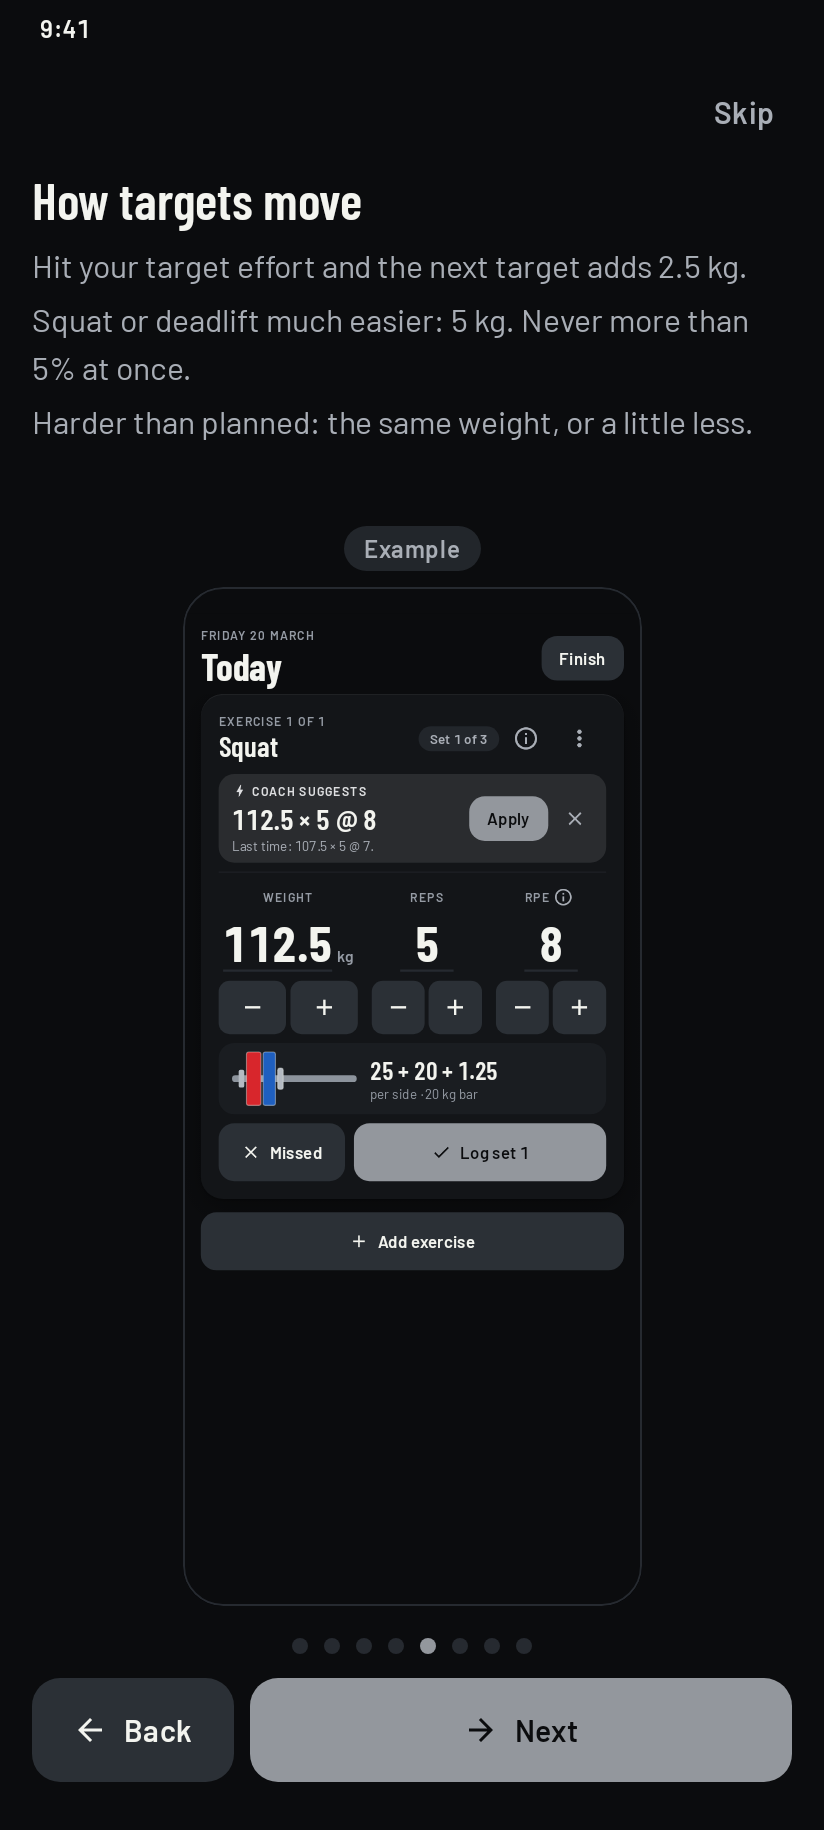 9:41
Skip
How targets move
Hit your target effort and the next target adds 2.5 kg.
Squat or deadlift much easier: 5 kg. Never more than
5% at once.
Harder than planned: the same weight, or a little less.
Example
FRIDAY 20 MARCH
Today
Finish
EXERCISE 1 OF 1
Squat
Set 1 of 3
COACH SUGGESTS
112.5 × 5 @ 8
Last time: 107.5 × 5 @ 7.
Apply
WEIGHT REPS RPE
112.5 kg 5 8
25 + 20 + 1.25
per side · 20 kg bar
Missed
Log set 1
Add exercise
Back
Next